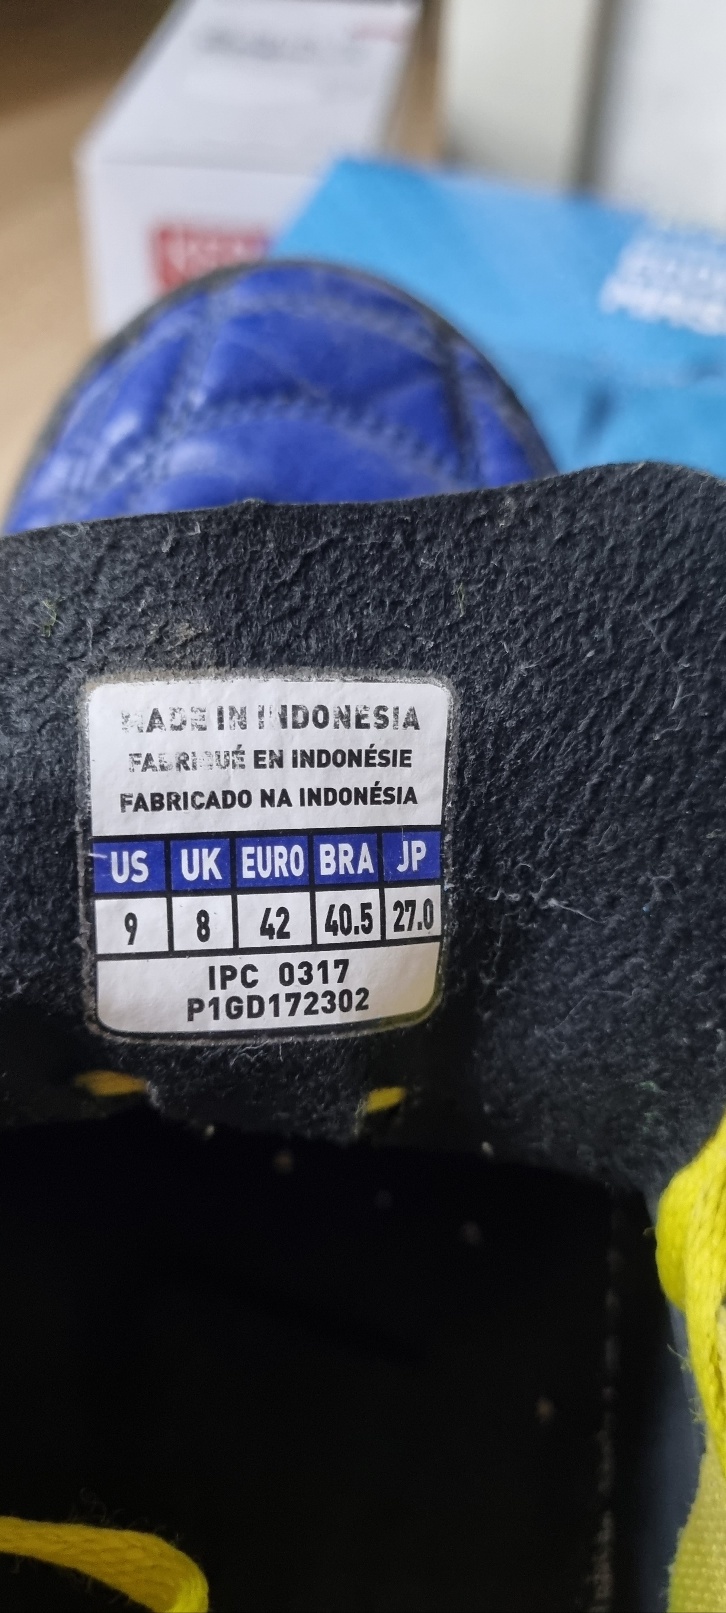 MADE IN INDONESIA
FABRIQUÉ EN INDONÉSIE
FABRICADO NA INDONÉSIA
US UK EURO BRA JP
9 8 42 40.5 27.0
IPC 0317
P1GD172302